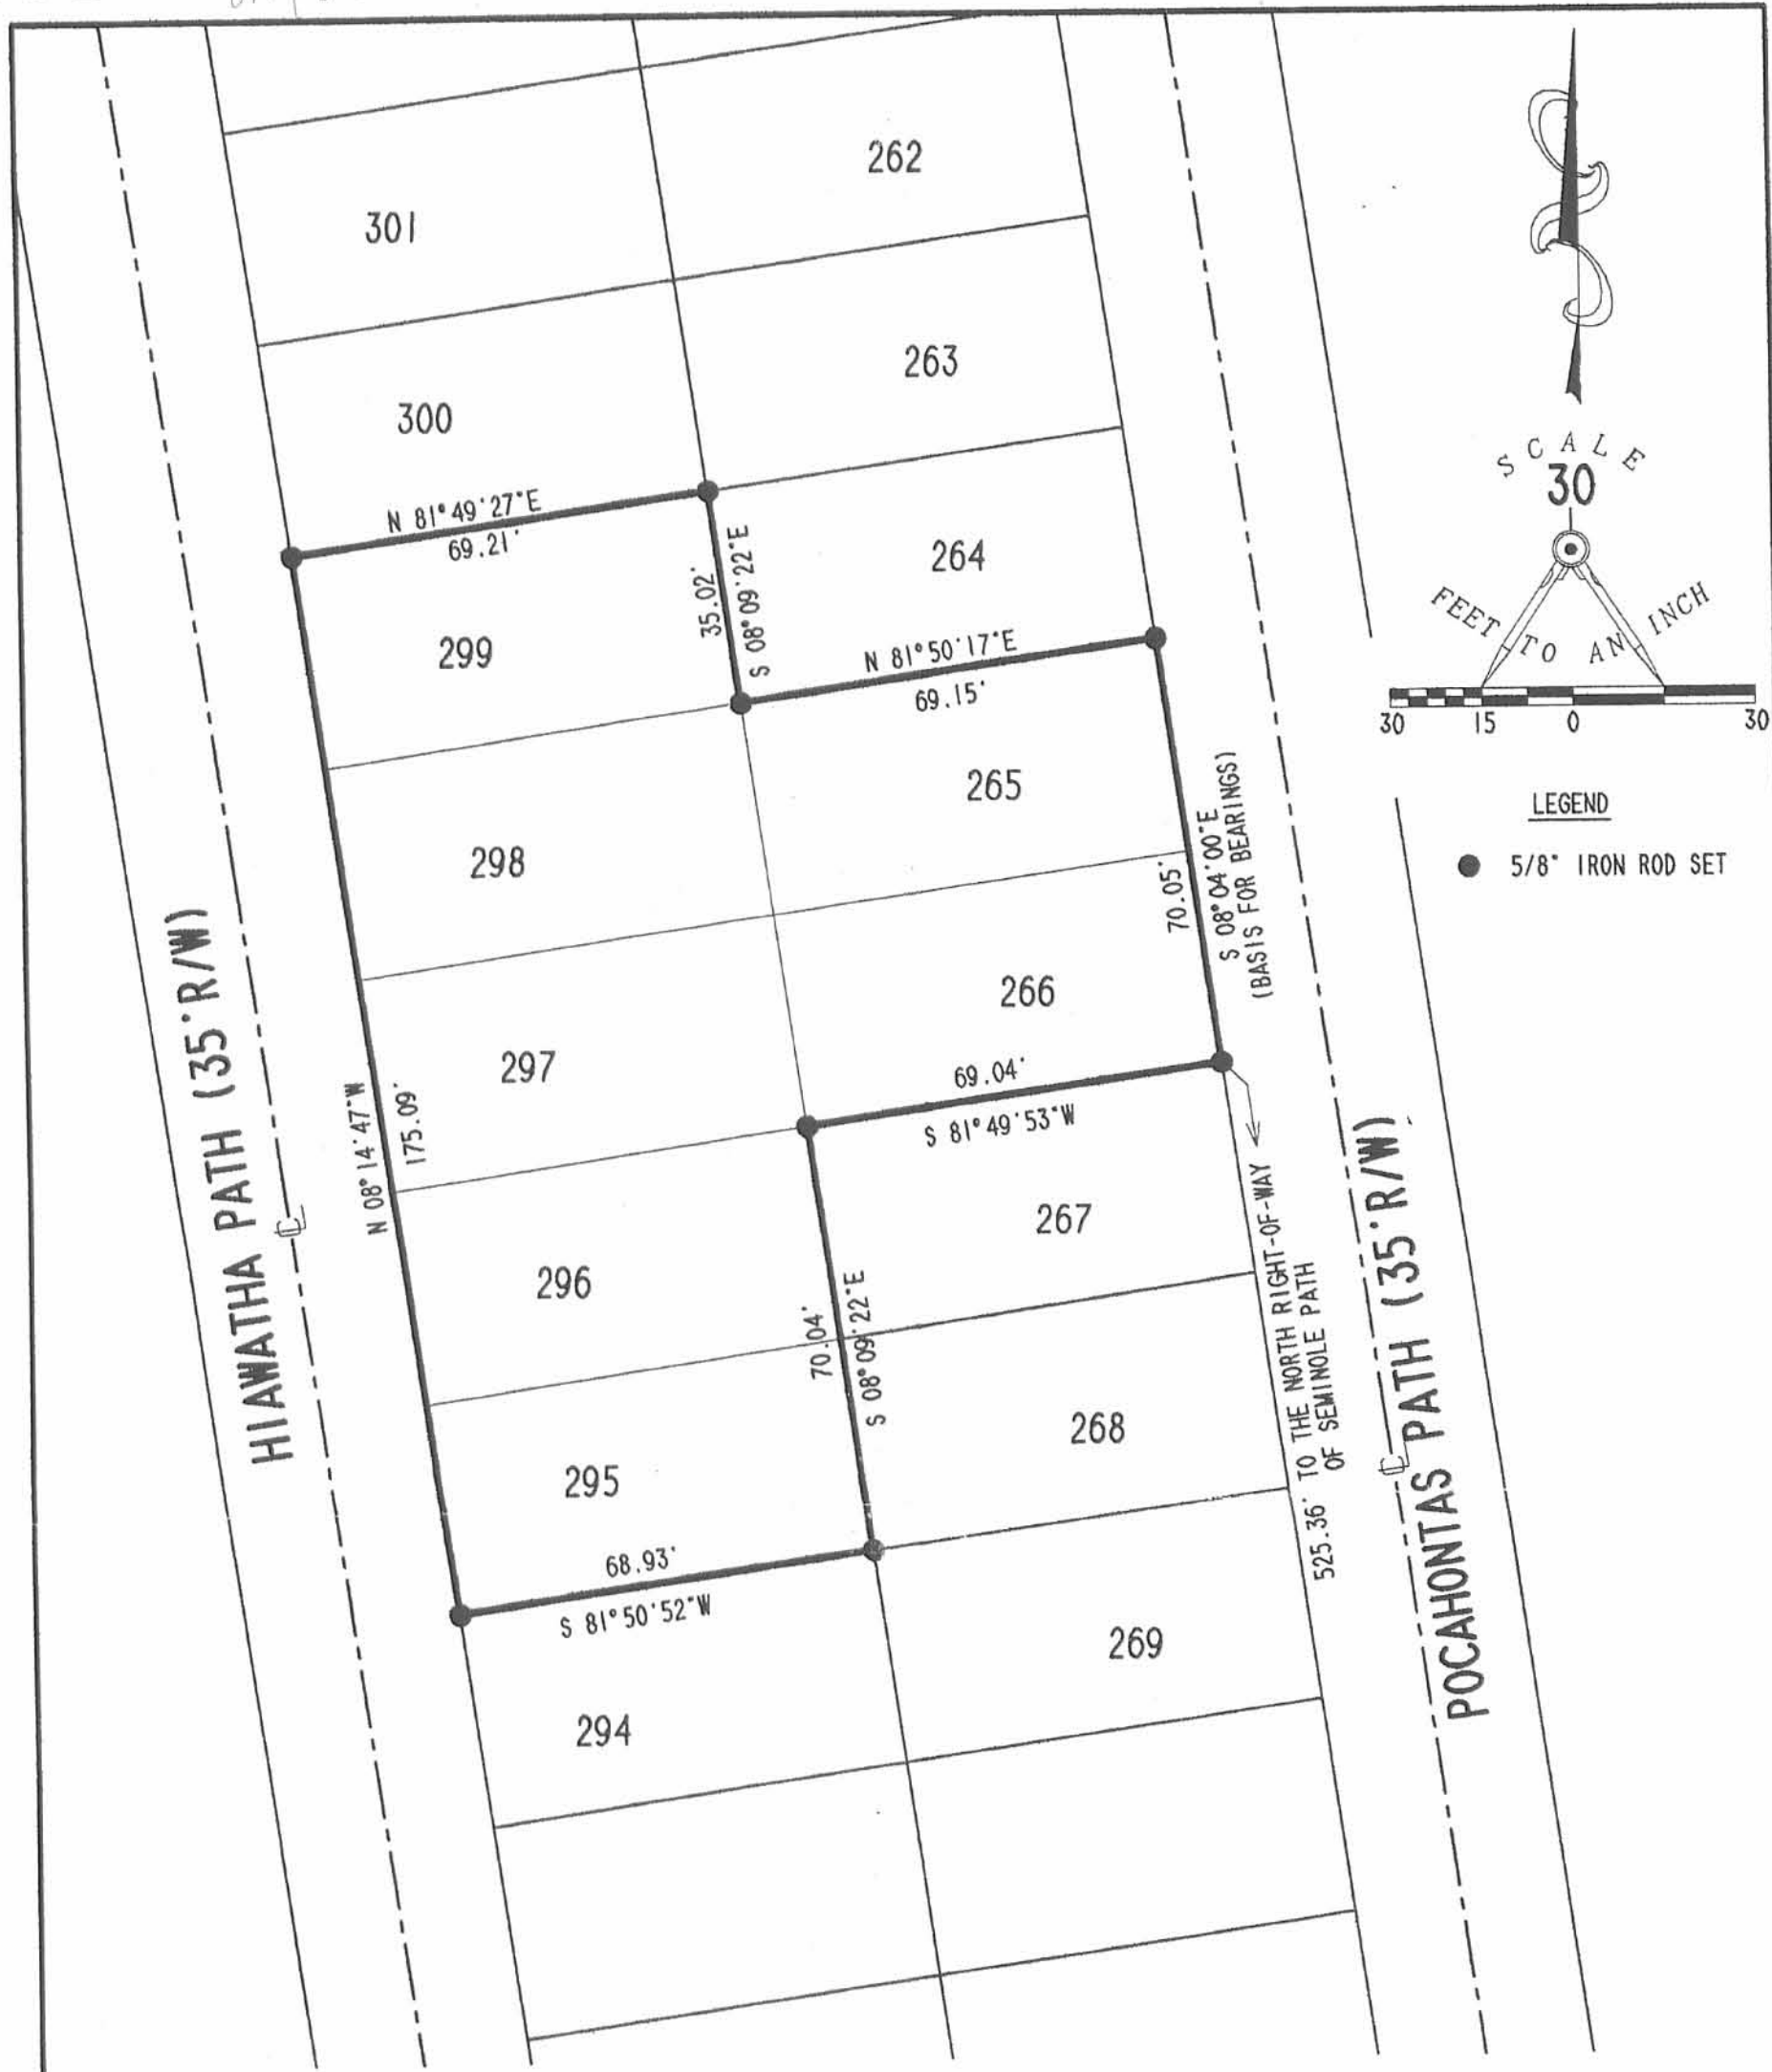 262
301
263
300
SCALE
30
FEET TO AN INCH
30 15 0 30
N 81°49'27"E
69.21'
264
35.02'
S 08°09'22"E
299
N 81°50'17"E
69.15'
265
LEGEND
5/8" IRON ROD SET
298
70.05'
S 08°04'00"E
(BASIS FOR BEARINGS)
266
297
69.04'
S 81°49'53"W
HIAWATHA PATH (35'R/W)
N 08°14'47"W
175.09'
267
296
70.04'
S 08°09'22"E
525.36' TO THE NORTH RIGHT-OF-WAY
OF SEMINOLE PATH
POCAHONTAS PATH (35'R/W)
268
295
68.93'
S 81°50'52"W
269
294